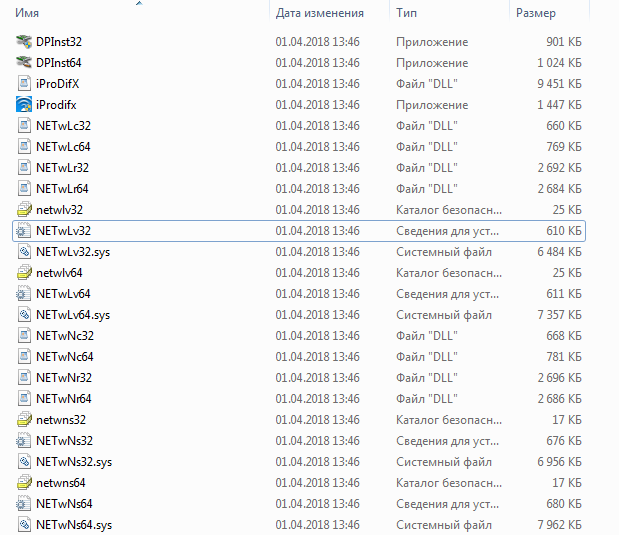 Имя Дата изменения Тип Размер
DPInst32 01.04.2018 13:46 Приложение 901 КБ
DPInst64 01.04.2018 13:46 Приложение 1 024 КБ
iProDifX 01.04.2018 13:46 Файл "DLL" 9 451 КБ
iProdifx 01.04.2018 13:46 Приложение 1 447 КБ
NETwLc32 01.04.2018 13:46 Файл "DLL" 660 КБ
NETwLc64 01.04.2018 13:46 Файл "DLL" 769 КБ
NETwLr32 01.04.2018 13:46 Файл "DLL" 2 692 КБ
NETwLr64 01.04.2018 13:46 Файл "DLL" 2 684 КБ
netwlv32 01.04.2018 13:46 Каталог безопасн... 25 КБ
NETwLv32 01.04.2018 13:46 Сведения для уст... 610 КБ
NETwLv32.sys 01.04.2018 13:46 Системный файл 6 484 КБ
netwlv64 01.04.2018 13:46 Каталог безопасн... 25 КБ
NETwLv64 01.04.2018 13:46 Сведения для уст... 611 КБ
NETwLv64.sys 01.04.2018 13:46 Системный файл 7 357 КБ
NETwNc32 01.04.2018 13:46 Файл "DLL" 668 КБ
NETwNc64 01.04.2018 13:46 Файл "DLL" 781 КБ
NETwNr32 01.04.2018 13:46 Файл "DLL" 2 696 КБ
NETwNr64 01.04.2018 13:46 Файл "DLL" 2 686 КБ
netwns32 01.04.2018 13:46 Каталог безопасн... 17 КБ
NETwNs32 01.04.2018 13:46 Сведения для уст... 676 КБ
NETwNs32.sys 01.04.2018 13:46 Системный файл 6 956 КБ
netwns64 01.04.2018 13:46 Каталог безопасн... 17 КБ
NETwNs64 01.04.2018 13:46 Сведения для уст... 680 КБ
NETwNs64.sys 01.04.2018 13:46 Системный файл 7 962 КБ